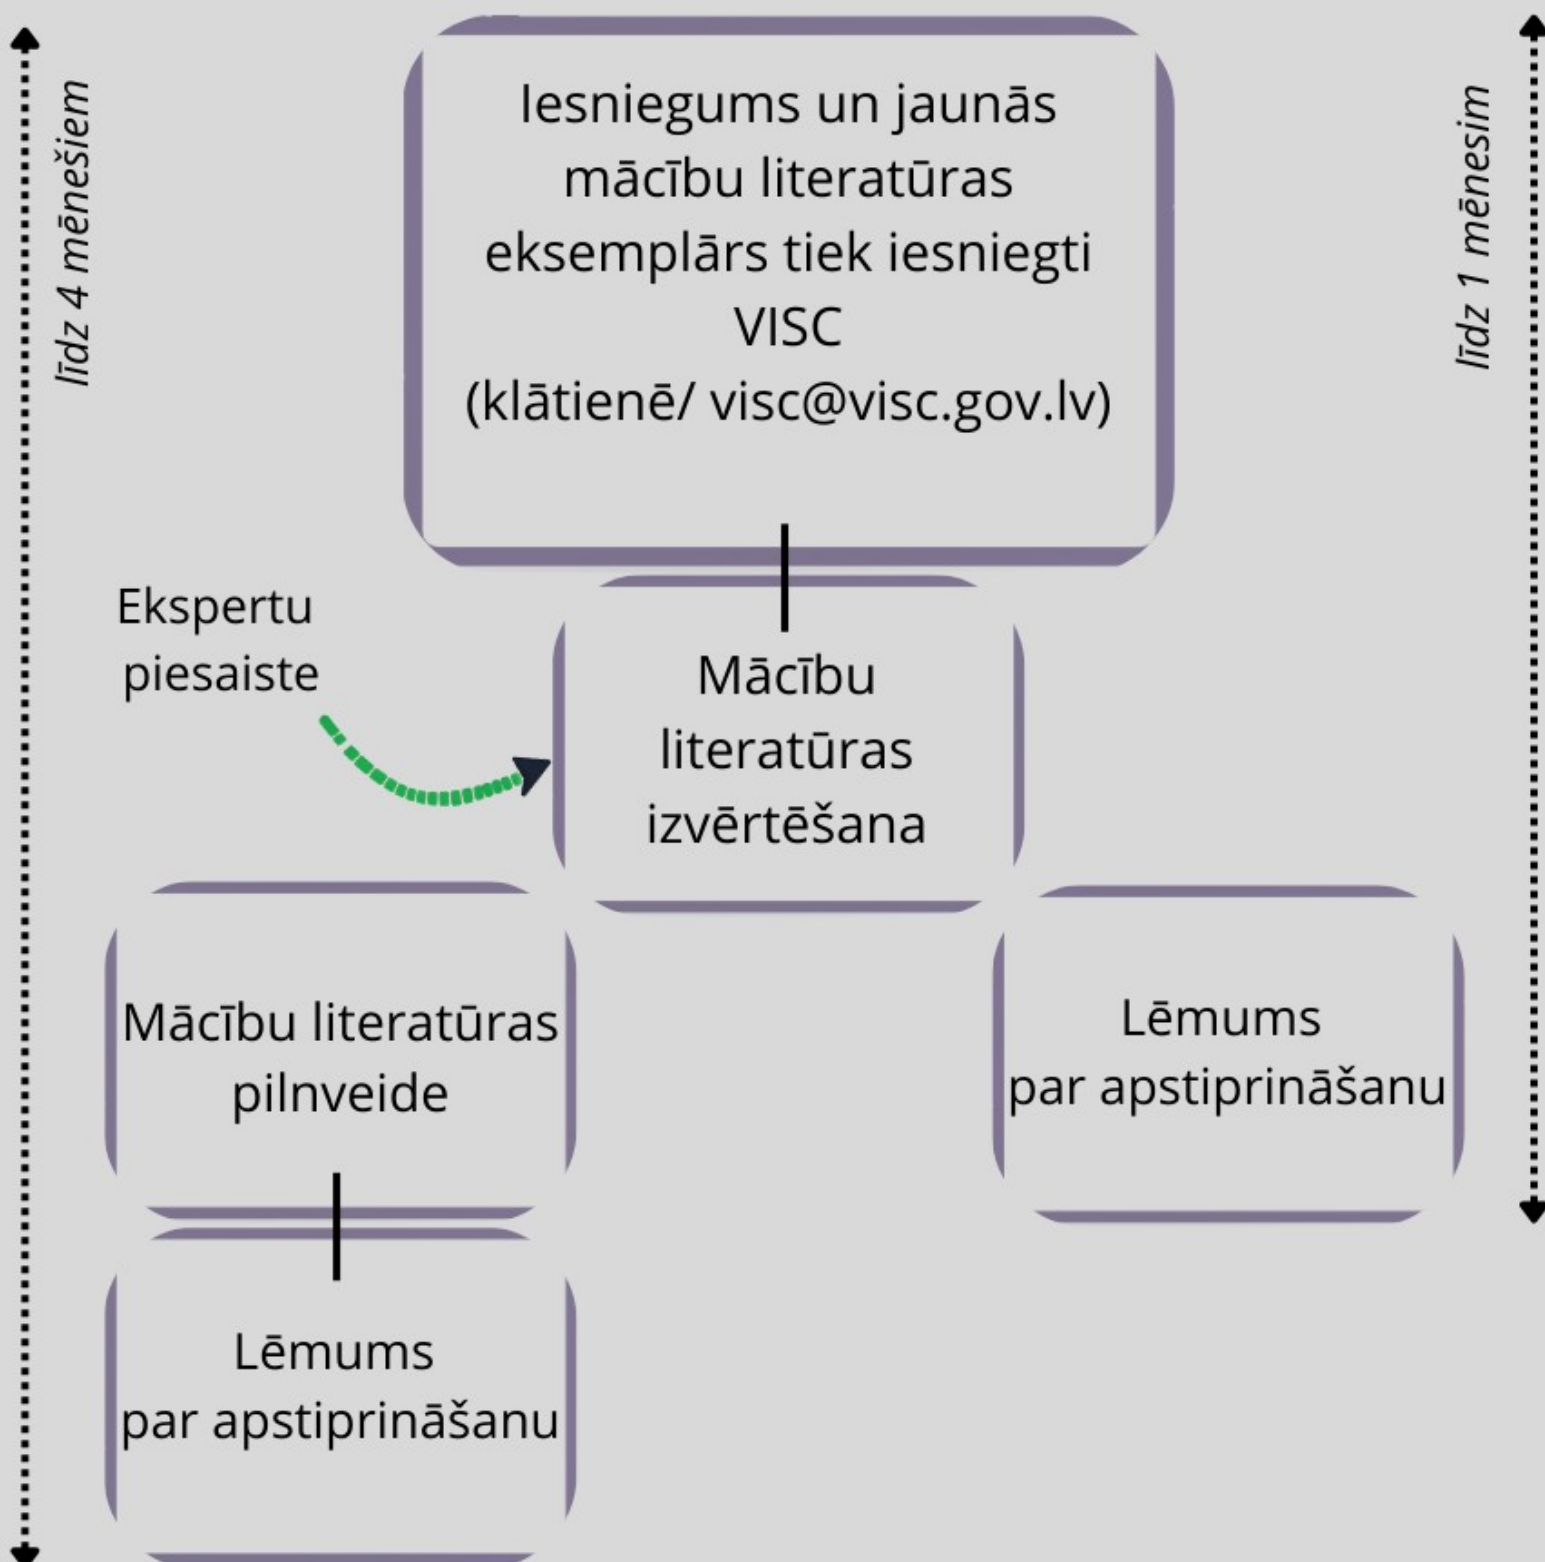 līdz 4 mēnešiem
Iesniegums un jaunās
mācību literatūras
eksemplārs tiek iesniegti
VISC
(klātienē/ visc@visc.gov.lv)
līdz 1 mēnesim
Ekspertu
piesaiste
Mācību
literatūras
izvērtēšana
Mācību literatūras
pilnveide
Lēmums
par apstiprināšanu
Lēmums
par apstiprināšanu